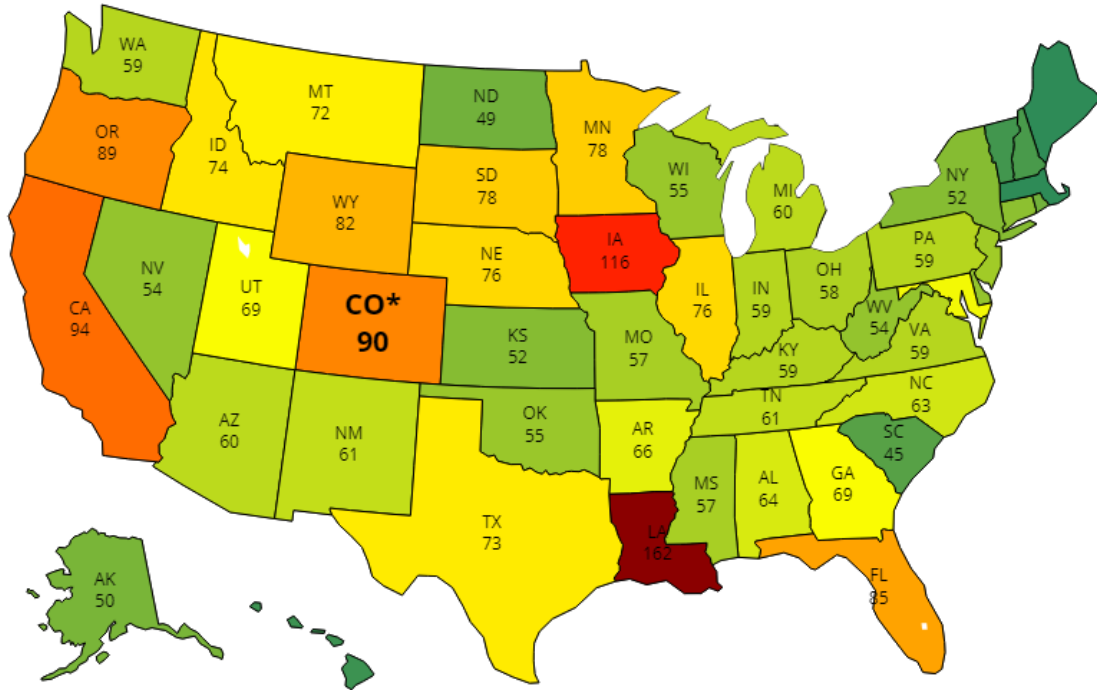 WA
59
OR
89
CA
94
ID
74
NV
54
MT
72
WY
82
UT
69
CO*
90
AZ
60
NM
61
ND
49
SD
78
NE
76
KS
52
OK
55
TX
73
MN
78
IA
116
MO
57
AR
66
LA
162
WI
55
IL
76
MI
60
IN
59
OH
58
KY
59
TN
61
MS
57
AL
64
GA
69
FL
85
SC
45
NC
63
VA
59
WV
54
PA
59
NY
52
AK
50